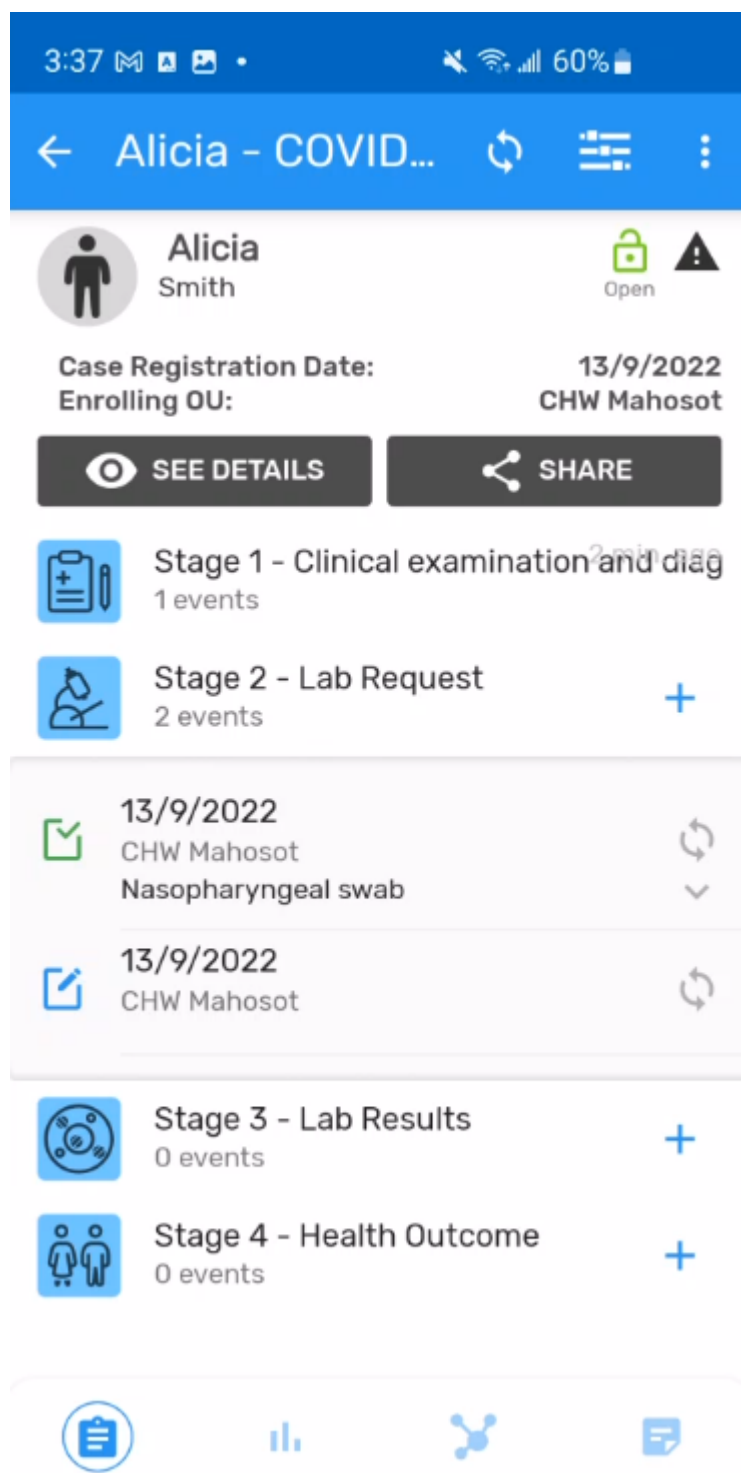 3:37 60%
Alicia - COVID...
Alicia
Smith
Open
Case Registration Date: 13/9/2022
Enrolling OU: CHW Mahosot
SEE DETAILS SHARE
Stage 1 - Clinical examination and diag
2 min. ago
1 events
Stage 2 - Lab Request
2 events
13/9/2022
CHW Mahosot
Nasopharyngeal swab
13/9/2022
CHW Mahosot
Stage 3 - Lab Results
0 events
Stage 4 - Health Outcome
0 events